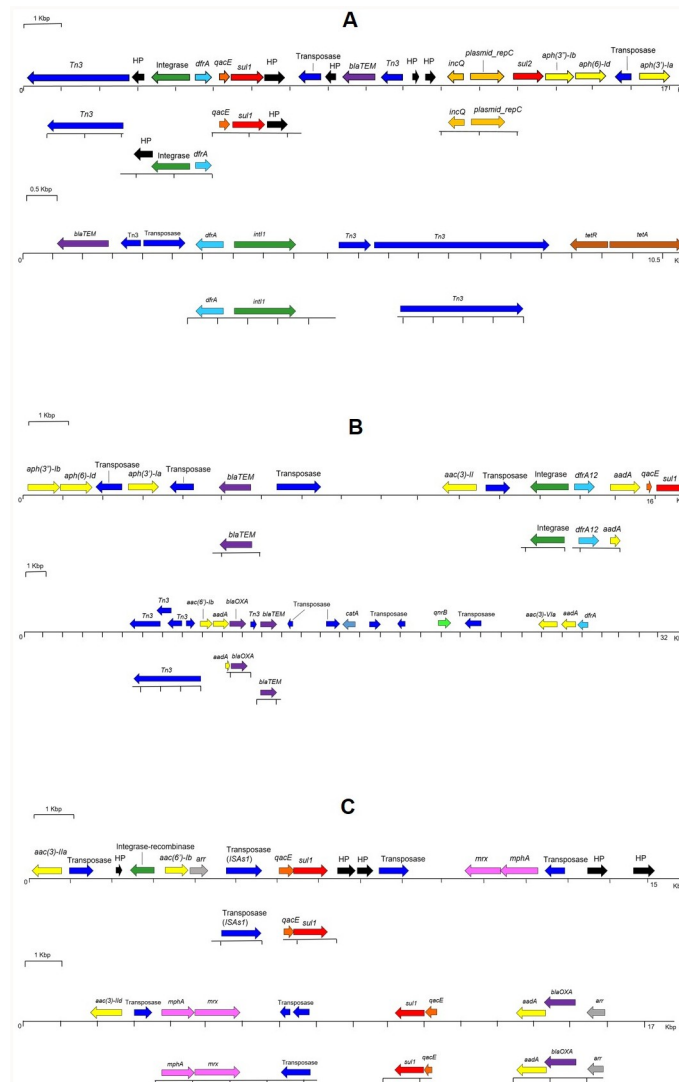 A
1 Kbp
Tn3 HP Integrase dfrA qacE sul1 HP Transposase HP blaTEM Tn3 HP HP incQ plasmid_repC sul2 aph(3'')-Ib aph(6)-Id Transposase aph(3')-Ia
0 17
Tn3 qacE sul1 HP incQ plasmid_repC
HP Integrase dfrA
0.5 Kbp
blaTEM Tn3 Transposase dfrA intI1 Tn3 Tn3 tetR tetA
0 10.5
dfrA intI1 Tn3
B
1 Kbp
aph(3'')-Ib aph(6)-Id Transposase aph(3')-Ia Transposase blaTEM Transposase aac(3)-II Transposase Integrase dfrA12 aadA qacE sul1
0 16
blaTEM Integrase dfrA12 aadA
1 Kbp
Tn3 Tn3 Tn3 aac(6')-Ib aadA blaOXA Tn3 blaTEM Transposase catA Transposase qnrB Transposase aac(3)-VIa aadA dfrA
0 32
Tn3 aadA blaOXA
blaTEM
C
1 Kbp
aac(3)-IIa Transposase HP Integrase-recombinase aac(6')-Ib arr Transposase (ISAs1) qacE sul1 HP HP Transposase mrx mphA Transposase HP HP
0 15
Transposase (ISAs1) qacE sul1
1 Kbp
aac(3)-IId Transposase mphA mrx Transposase sul1 qacE aadA blaOXA arr
0 17 Kbp
mphA mrx Transposase sul1 qacE aadA blaOXA arr